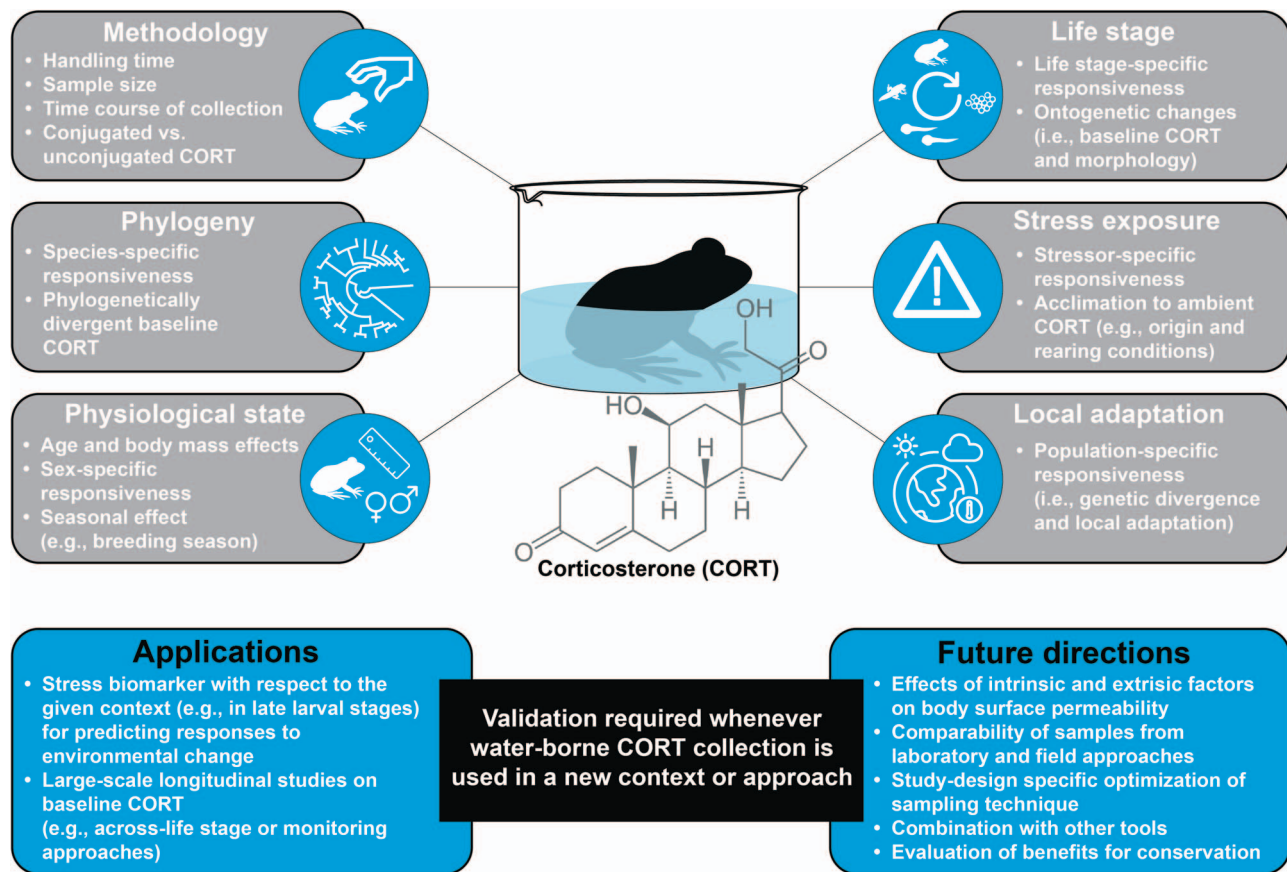 Methodology
• Handling time
• Sample size
• Time course of collection
• Conjugated vs.
unconjugated CORT
Phylogeny
• Species-specific
responsiveness
• Phylogenetically
divergent baseline
CORT
Physiological state
• Age and body mass effects
• Sex-specific
responsiveness
• Seasonal effect
(e.g., breeding season)
Life stage
• Life stage-specific
responsiveness
• Ontogenetic changes
(i.e., baseline CORT
and morphology)
Stress exposure
• Stressor-specific
responsiveness
• Acclimation to ambient
CORT (e.g., origin and
rearing conditions)
Local adaptation
• Population-specific
responsiveness
(i.e., genetic divergence
and local adaptation)
!
OH
O
HO
H
H
H
O
Corticosterone (CORT)
Applications
• Stress biomarker with respect to the
given context (e.g., in late larval stages)
for predicting responses to
environmental change
• Large-scale longitudinal studies on
baseline CORT
(e.g., across-life stage or monitoring
approaches)
Validation required whenever
water-borne CORT collection is
used in a new context or approach
Future directions
• Effects of intrinsic and extrisic factors
on body surface permeability
• Comparability of samples from
laboratory and field approaches
• Study-design specific optimization of
sampling technique
• Combination with other tools
• Evaluation of benefits for conservation